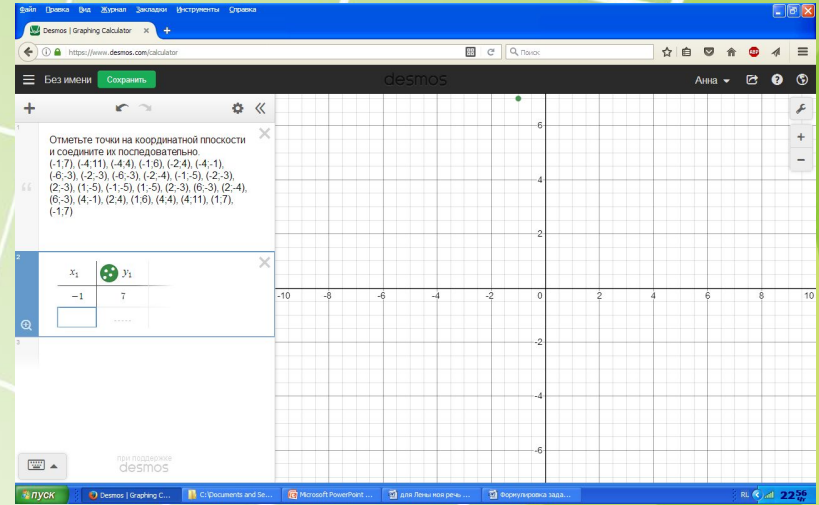 Файл Правка Вид Журнал Закладки Инструменты Справка
Desmos | Graphing Calculator
https://www.desmos.com/calculator
Поиск
Без имени
Сохранить
desmos
Анна
1
Отметьте точки на координатной плоскости
и соедините их последовательно.
(-1;7), (-4;11), (-4;4), (-1;6), (-2;4), (-4;-1),
(-6;-3), (-2;-3), (-6;-3), (-2;-4), (-1;-5), (-2;-3),
(2;-3), (1;-5), (-1;-5), (1;-5), (2;-3), (6;-3), (2;-4),
(6;-3), (4;-1), (2;4), (1;6), (4;4), (4;11), (1;7),
(-1;7)
2
x₁ y₁
−1 7
3
6
4
2
-10 -8 -6 -4 -2 0 2 4 6 8 10
-2
-4
-6
при поддержке
desmos
пуск
Desmos | Graphing C...
C:\Documents and Se...
Microsoft PowerPoint ...
для Лены моя речь ...
Формулировка зада...
22 56
Чт